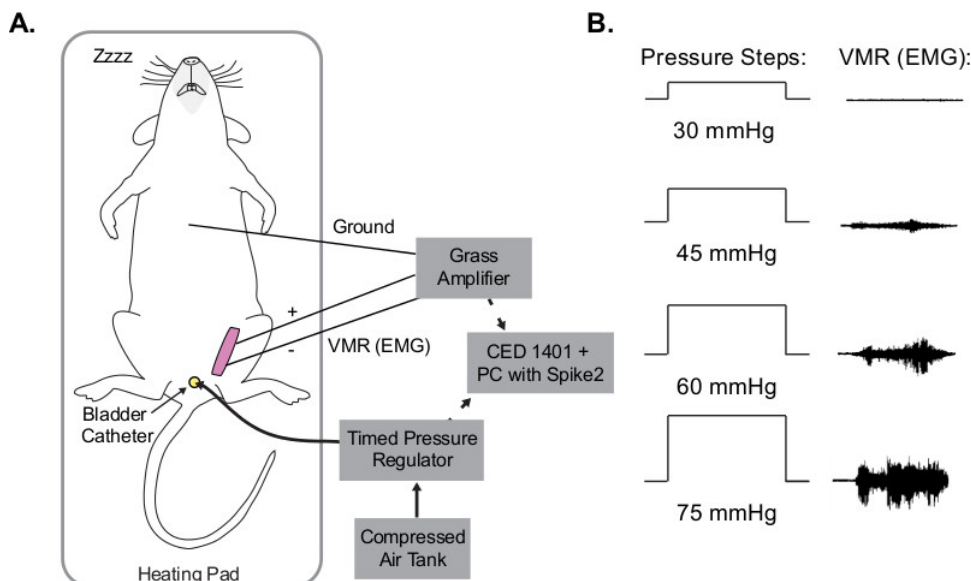 A.
Zzzz
Ground
Grass
Amplifier
+
-
VMR (EMG)
CED 1401 +
PC with Spike2
Bladder
Catheter
Timed Pressure
Regulator
Compressed
Air Tank
Heating Pad
B.
Pressure Steps:
VMR (EMG):
30 mmHg
45 mmHg
60 mmHg
75 mmHg